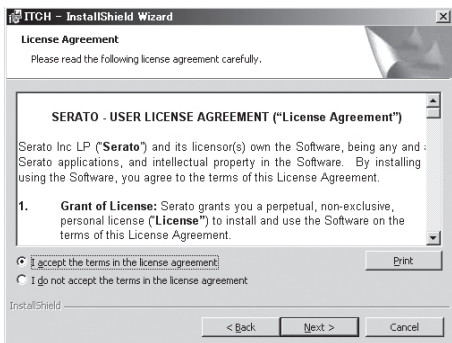 ITCH - InstallShield Wizard
License Agreement
Please read the following license agreement carefully.
SERATO - USER LICENSE AGREEMENT ("License Agreement")
Serato Inc LP ("Serato") and its licensor(s) own the Software, being any and
Serato applications, and intellectual property in the Software. By installing
using the Software, you agree to the terms of this License Agreement.
1. Grant of License: Serato grants you a perpetual, non-exclusive,
personal license ("License") to install and use the Software on the
terms of this License Agreement.
I accept the terms in the license agreement
Print
I do not accept the terms in the license agreement
InstallShield
< Back
Next >
Cancel